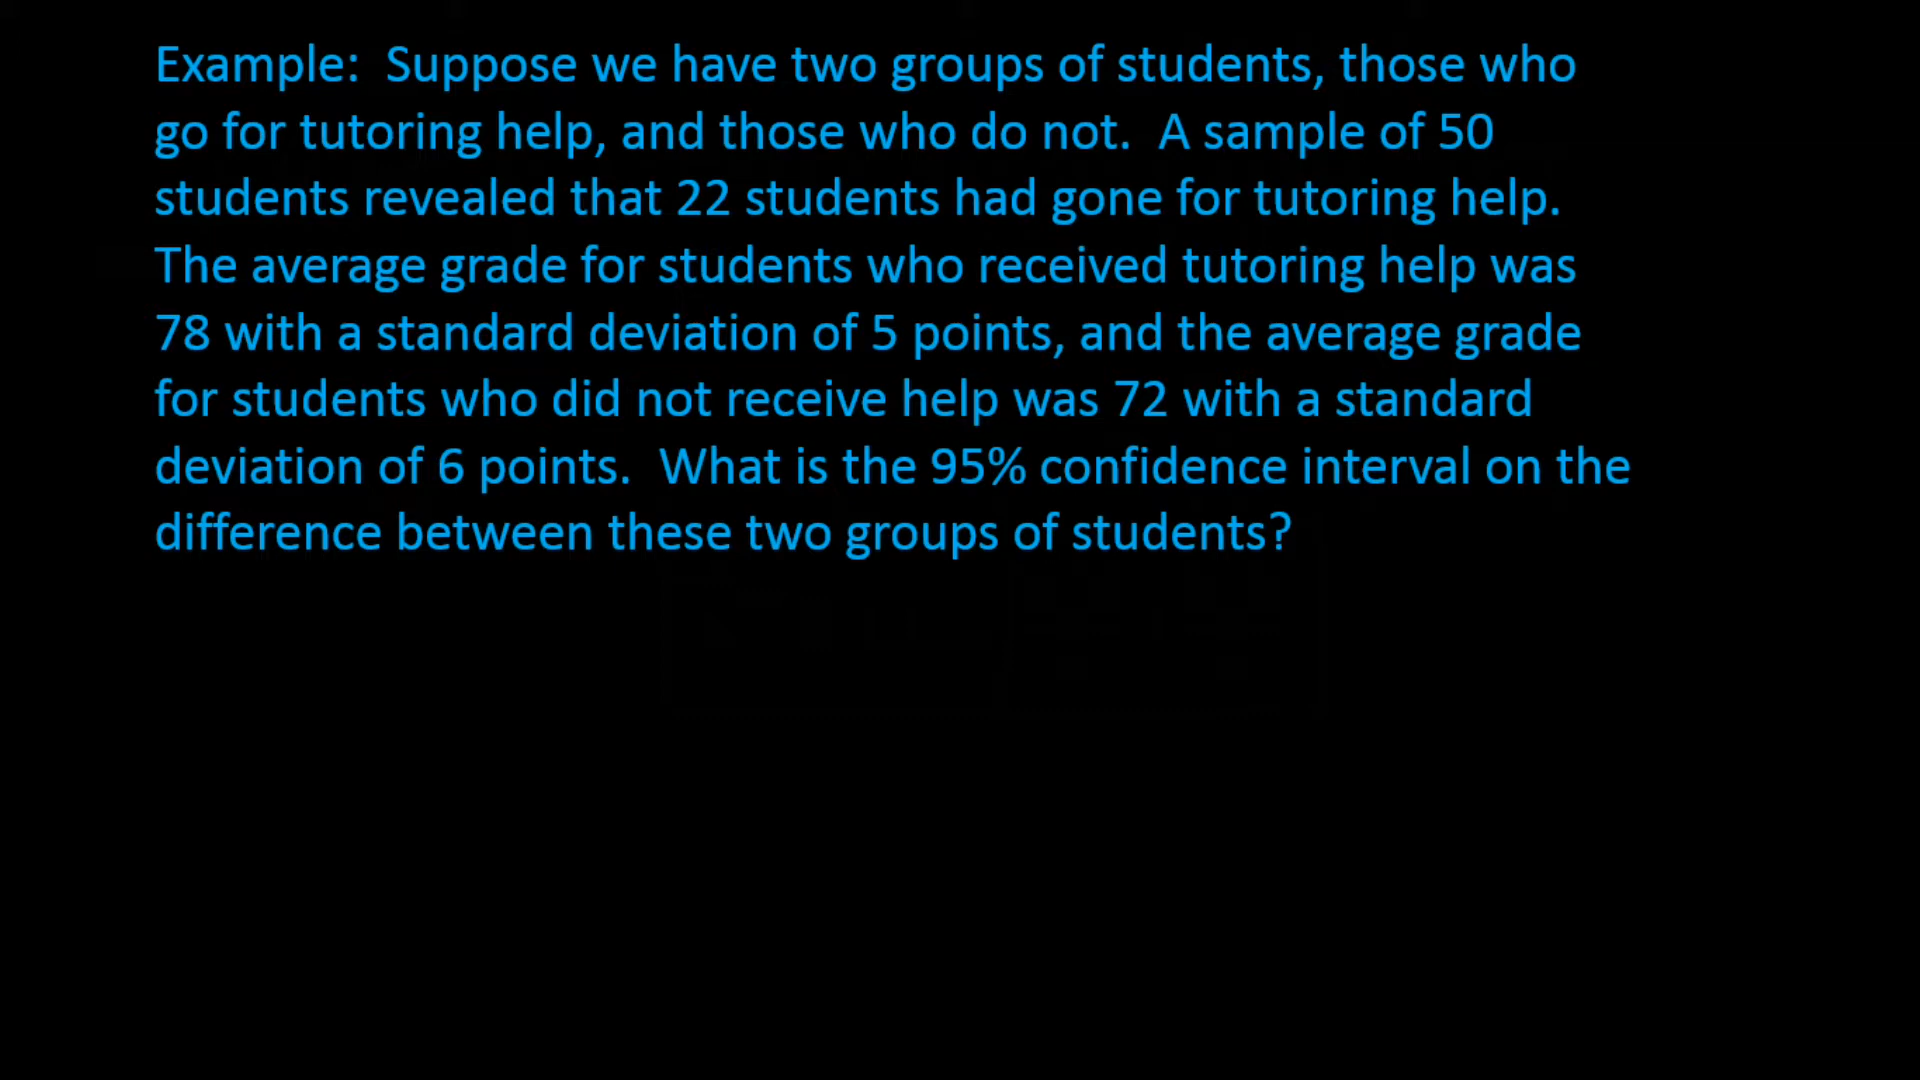 Example:  Suppose we have two groups of students, those who
go for tutoring help, and those who do not.  A sample of 50
students revealed that 22 students had gone for tutoring help.
The average grade for students who received tutoring help was
78 with a standard deviation of 5 points, and the average grade
for students who did not receive help was 72 with a standard
deviation of 6 points.  What is the 95% confidence interval on the
difference between these two groups of students?